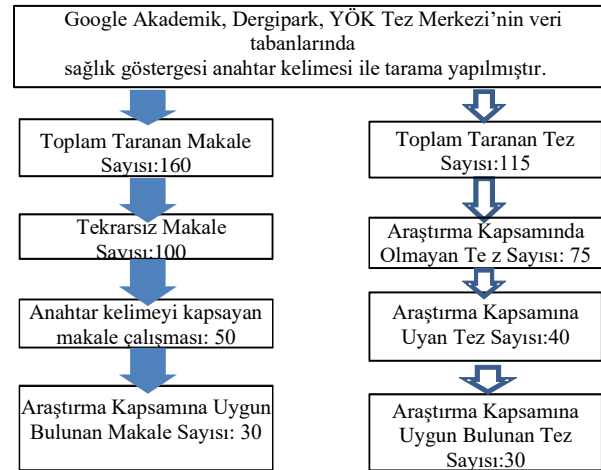 Google Akademik, Dergipark, YÖK Tez Merkezi’nin veri
tabanlarında
sağlık göstergesi anahtar kelimesi ile tarama yapılmıştır.
Toplam Taranan Makale
Sayısı:160
Tekrarsız Makale
Sayısı:100
Anahtar kelimeyi kapsayan
makale çalışması: 50
Araştırma Kapsamına Uygun
Bulunan Makale Sayısı: 30
Toplam Taranan Tez
Sayısı:115
Araştırma Kapsamında
Olmayan Te z Sayısı: 75
Araştırma Kapsamına
Uyan Tez Sayısı:40
Araştırma Kapsamına
Uygun Bulunan Tez
Sayısı:30